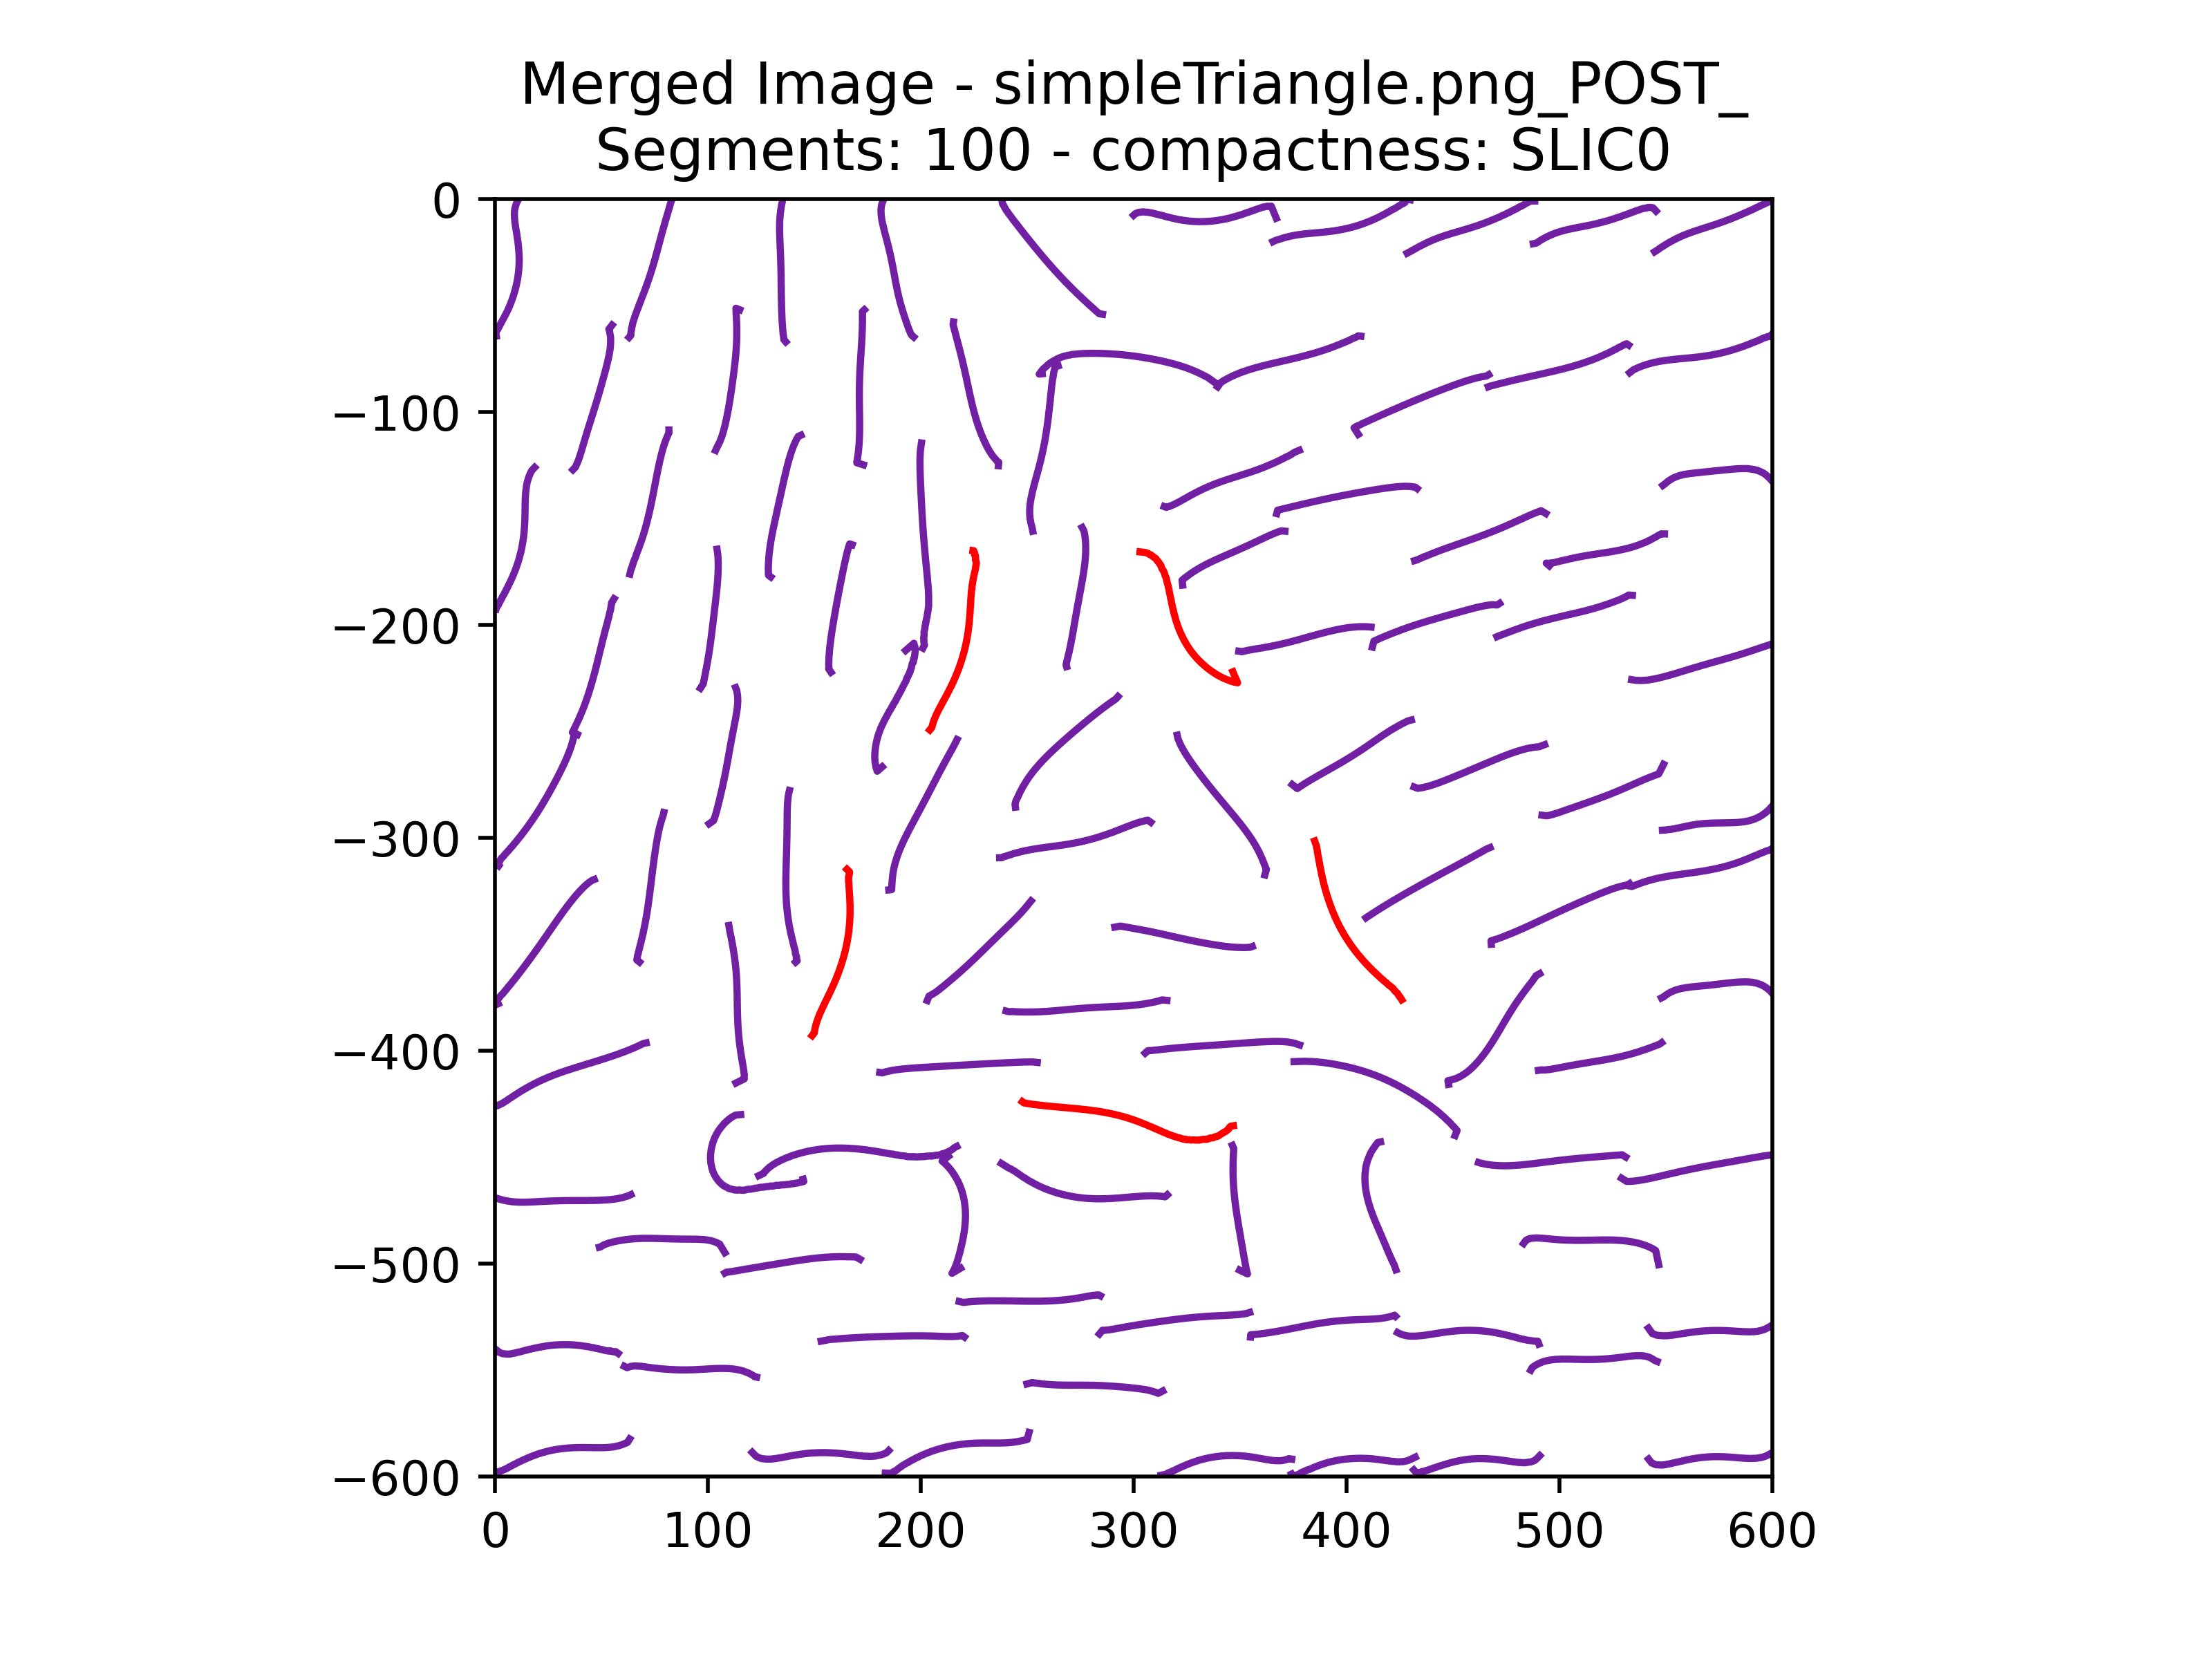 Merged Image - simpleTriangle.png_POST_
Segments: 100 - compactness: SLIC0
0
−100
−200
−300
−400
−500
−600
0 100 200 300 400 500 600